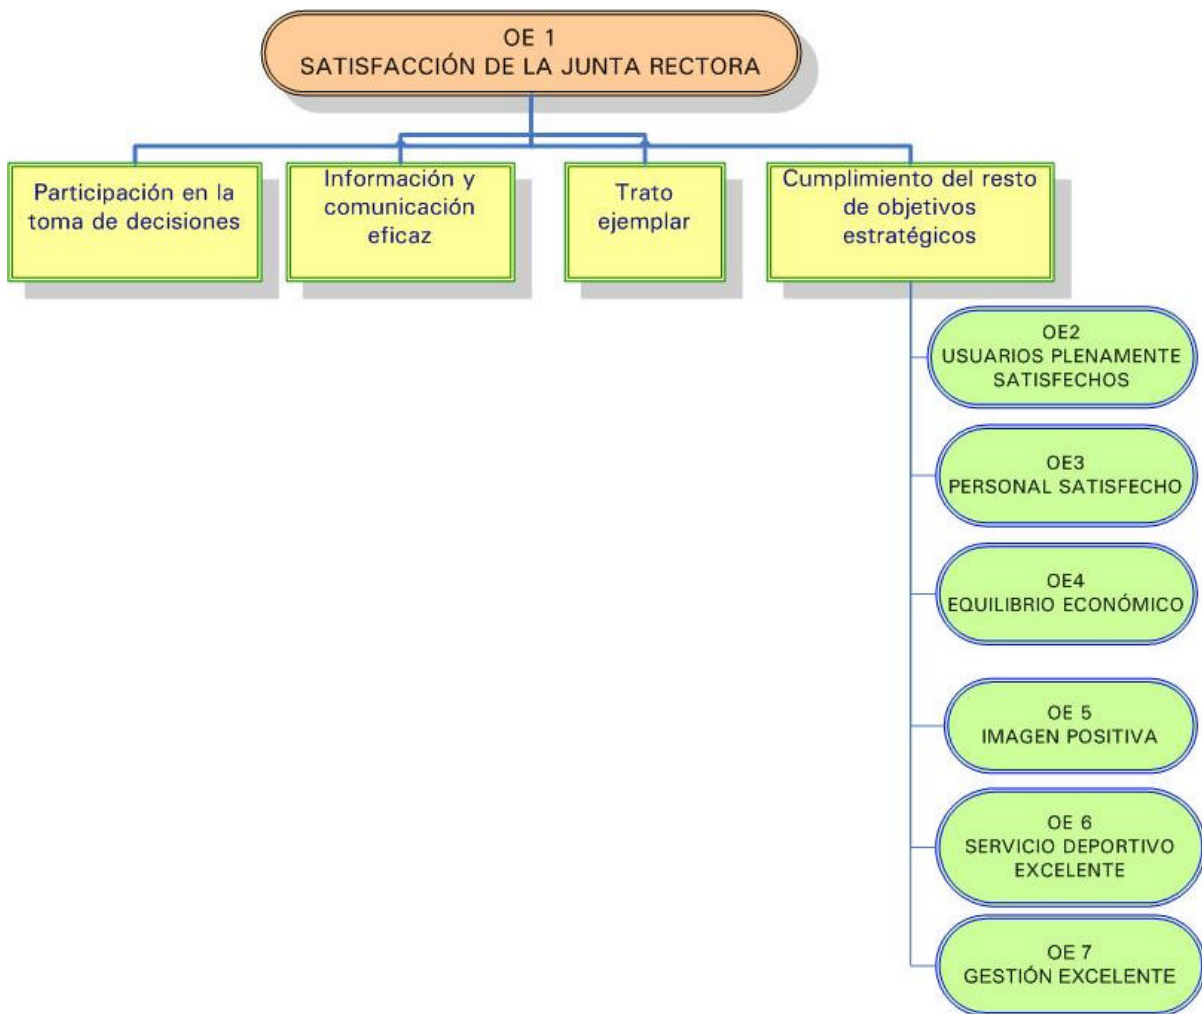 OE 1
SATISFACCIÓN DE LA JUNTA RECTORA
Participación en la
toma de decisiones
Información y
comunicación
eficaz
Trato
ejemplar
Cumplimiento del resto
de objetivos
estratégicos
OE2
USUARIOS PLENAMENTE
SATISFECHOS
OE3
PERSONAL SATISFECHO
OE4
EQUILIBRIO ECONÓMICO
OE 5
IMAGEN POSITIVA
OE 6
SERVICIO DEPORTIVO
EXCELENTE
OE 7
GESTIÓN EXCELENTE